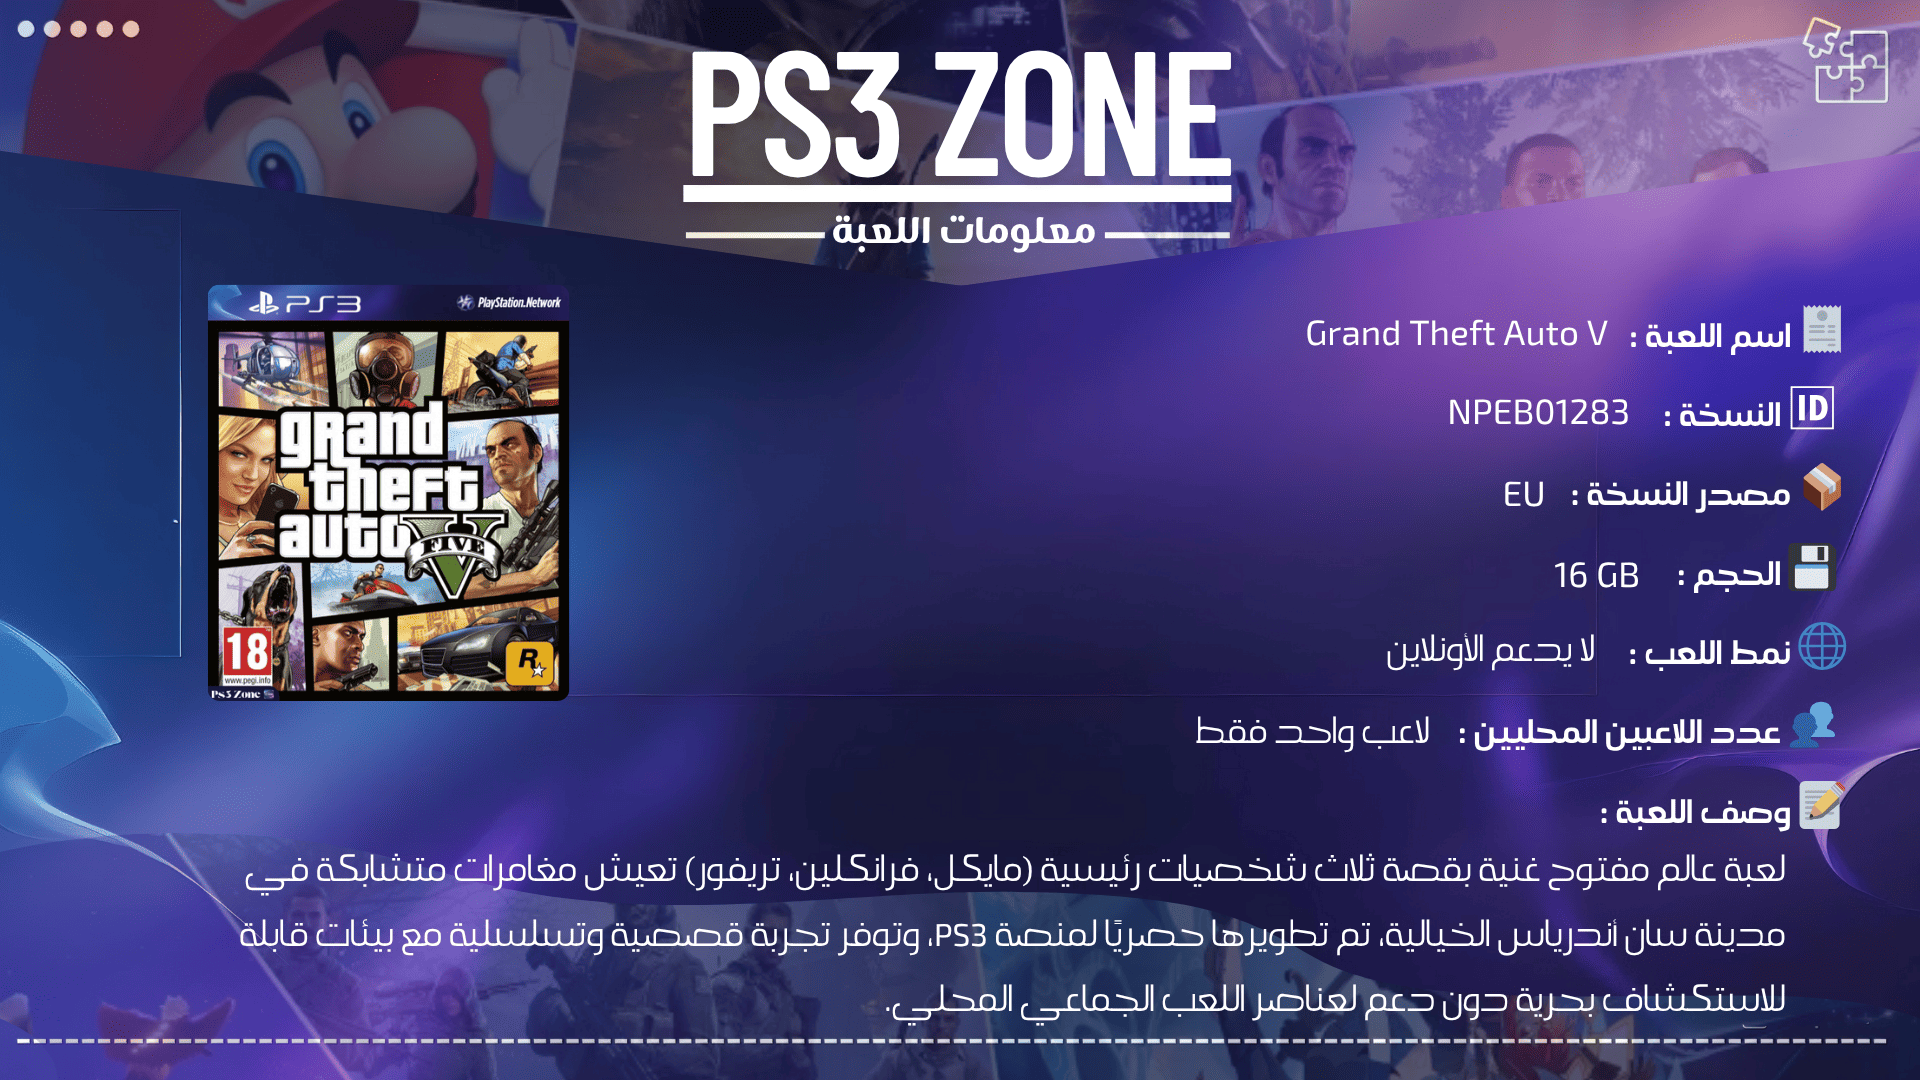 PS3 ZONE
معلومات اللعبة
PS3 PlayStation.Network
grand
theft
auto V
FIVE
18
www.pegi.info
R
Ps3 Zone
اسم اللعبة : Grand Theft Auto V
ID النسخة : NPEB01283
مصدر النسخة : EU
الحجم : 16 GB
نمط اللعب : لا يدعم الأونلاين
عدد اللاعبين المحليين : لاعب واحد فقط
وصف اللعبة :
لعبة عالم مفتوح غنية بقصة ثلاث شخصيات رئيسية (مايكل، فرانكلين، تريفور) تعيش مغامرات متشابكة في
مدينة سان أندرياس الخيالية، تم تطويرها حصريًا لمنصة PS3، وتوفر تجربة قصصية وتسلسلية مع بيئات قابلة
للاستكشاف بحرية دون دعم لعناصر اللعب الجماعي المحلي.